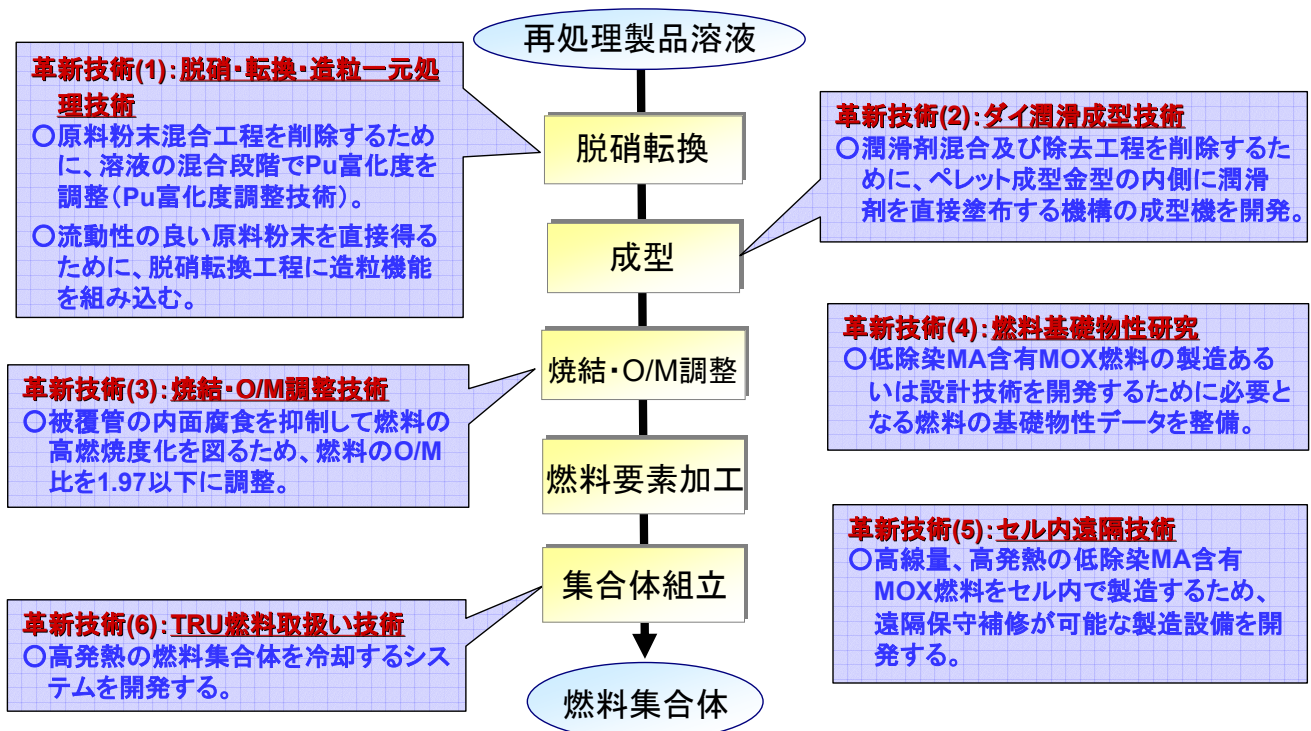 再処理製品溶液
革新技術(1):脱硝・転換・造粒一元処
理技術
〇原料粉末混合工程を削除するため
に、溶液の混合段階でPu富化度を
調整(Pu富化度調整技術)。
〇流動性の良い原料粉末を直接得る
ために、脱硝転換工程に造粒機能
を組み込む。
脱硝転換
革新技術(2):ダイ潤滑成型技術
〇潤滑剤混合及び除去工程を削除するた
めに、ペレット成型金型の内側に潤滑
剤を直接塗布する機構の成型機を開発。
成型
革新技術(4):燃料基礎物性研究
〇低除染MA含有MOX燃料の製造ある
いは設計技術を開発するために必要と
なる燃料の基礎物性データを整備。
焼結・O/M調整
革新技術(3):焼結・O/M調整技術
〇被覆管の内面腐食を抑制して燃料の
高燃焼度化を図るため、燃料のO/M
比を1.97以下に調整。
燃料要素加工
革新技術(5):セル内遠隔技術
〇高線量、高発熱の低除染MA含有
MOX燃料をセル内で製造するため、
遠隔保守補修が可能な製造設備を開
発する。
集合体組立
革新技術(6):TRU燃料取扱い技術
〇高発熱の燃料集合体を冷却するシス
テムを開発する。
燃料集合体